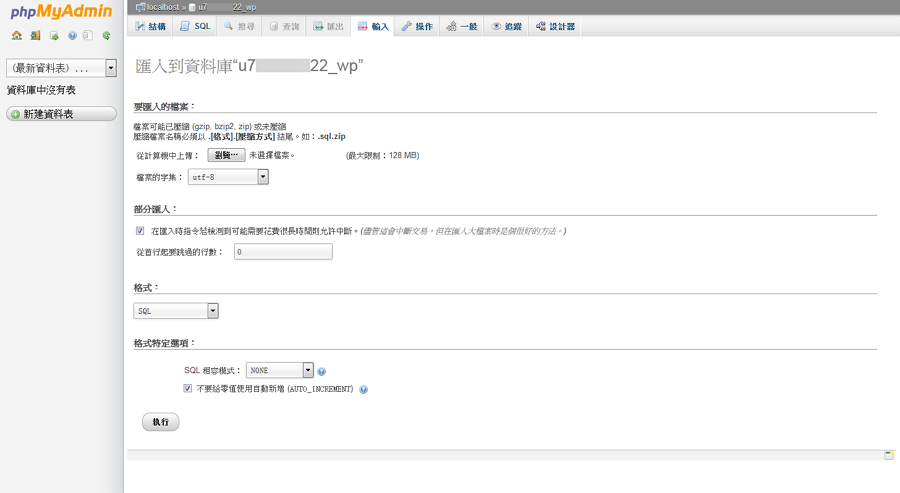 phpMyAdmin
localhost » u7 22_wp
結構 SQL 搜尋 查詢 匯出 輸入 操作 一般 追蹤 設計器
(最新資料表) ...
資料庫中沒有表
新建資料表
匯入到資料庫“u7 22_wp”
要匯入的檔案：
檔案可能已壓縮 (gzip, bzip2, zip) 或未壓縮
壓縮檔案名稱必須以 .[格式].[壓縮方式] 結尾。如：.sql.zip
從計算機中上傳： 瀏覽… 未選擇檔案。 (最大限制：128 MB)
檔案的字集： utf-8
部分匯入：
在匯入時指令碼檢測到可能需要花費很長時間則允許中斷。(儘管這會中斷交易，但在匯入大檔案時是個很好的方法。)
從首行起要跳過的行數： 0
格式：
SQL
格式特定選項：
SQL 相容模式： NONE
不要給零值使用自動新增 (AUTO_INCREMENT)
执行